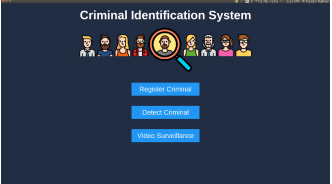 Criminal Identification System
Register Criminal
Detect Criminal
Video Surveillance